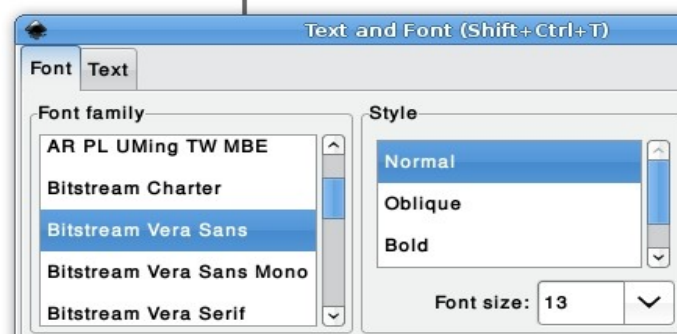 Text and Font (Shift+Ctrl+T)
Font Text
Font family
AR PL UMing TW MBE
Bitstream Charter
Bitstream Vera Sans
Bitstream Vera Sans Mono
Bitstream Vera Serif
Style
Normal
Oblique
Bold
Font size: 13